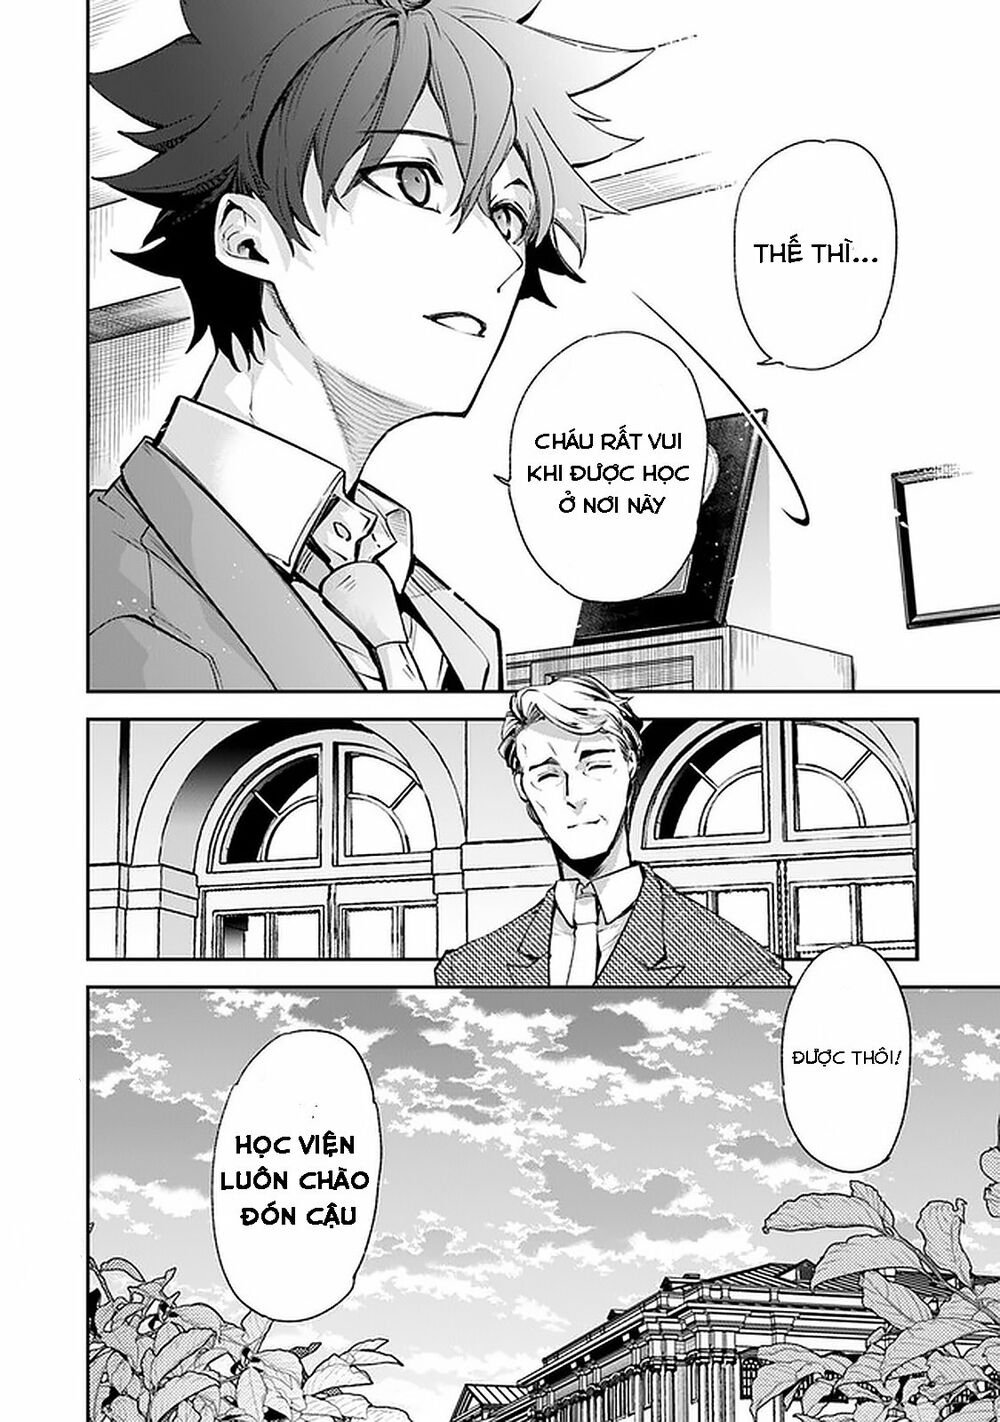 THẾ THÌ...
CHÁU RẤT VUI
KHI ĐƯỢC HỌC
Ở NƠI NÀY
ĐƯỢC THÔI!
HỌC VIỆN
LUÔN CHÀO
ĐÓN CẬU